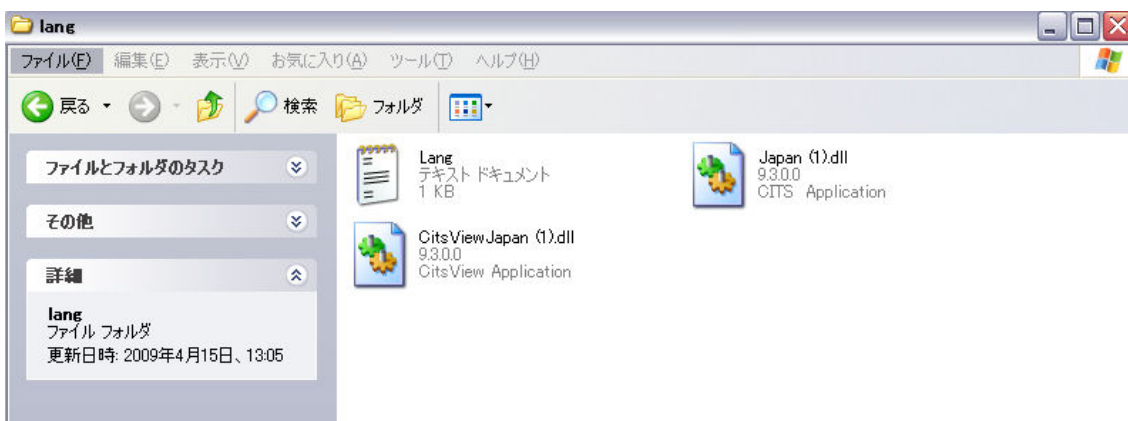 lang
ファイル(F) 編集(E) 表示(V) お気に入り(A) ツール(T) ヘルプ(H)
戻る 検索 フォルダ
ファイルとフォルダのタスク
その他
詳細
lang
ファイル フォルダ
更新日時: 2009年4月15日、13:05
Lang
テキスト ドキュメント
1 KB
Japan (1).dll
9.3.0.0
CITS Application
CitsViewJapan (1).dll
9.3.0.0
CitsView Application